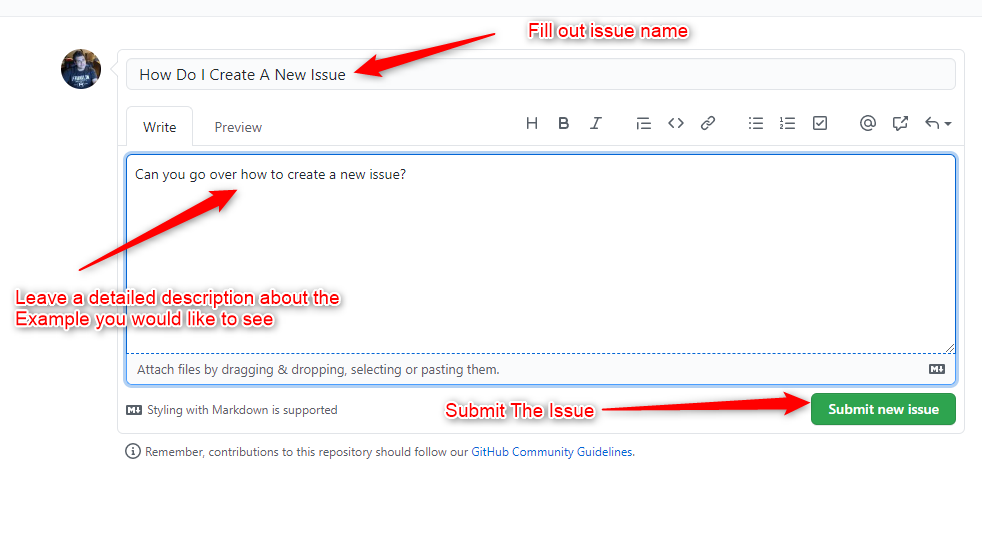 Fill out issue name
How Do I Create A New Issue
Write Preview
Can you go over how to create a new issue?
Leave a detailed description about the
Example you would like to see
Attach files by dragging & dropping, selecting or pasting them.
Styling with Markdown is supported
Submit The Issue
Submit new issue
Remember, contributions to this repository should follow our GitHub Community Guidelines.